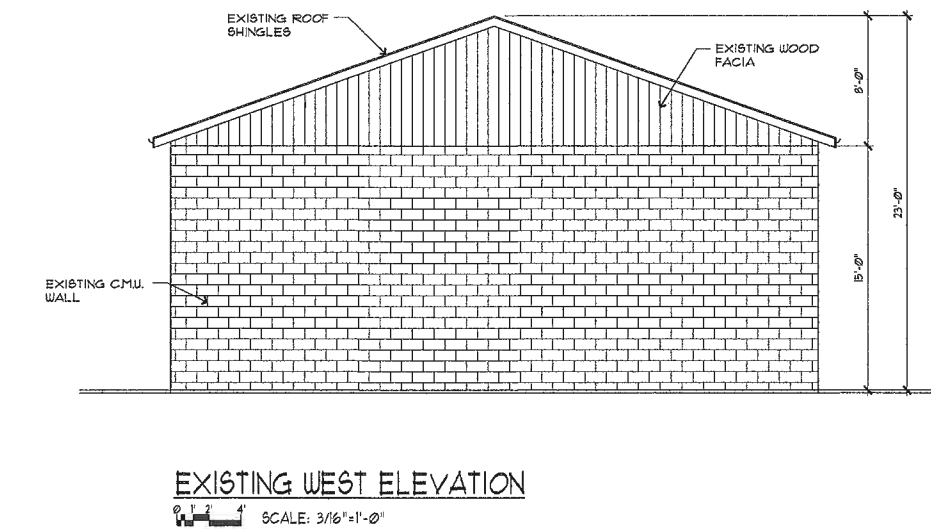 EXISTING ROOF
SHINGLES
EXISTING WOOD
FACIA
8'-0"
23'-0"
15'-0"
EXISTING C.M.U.
WALL
EXISTING WEST ELEVATION
0 1' 2' 4'
SCALE: 3/16"=1'-0"